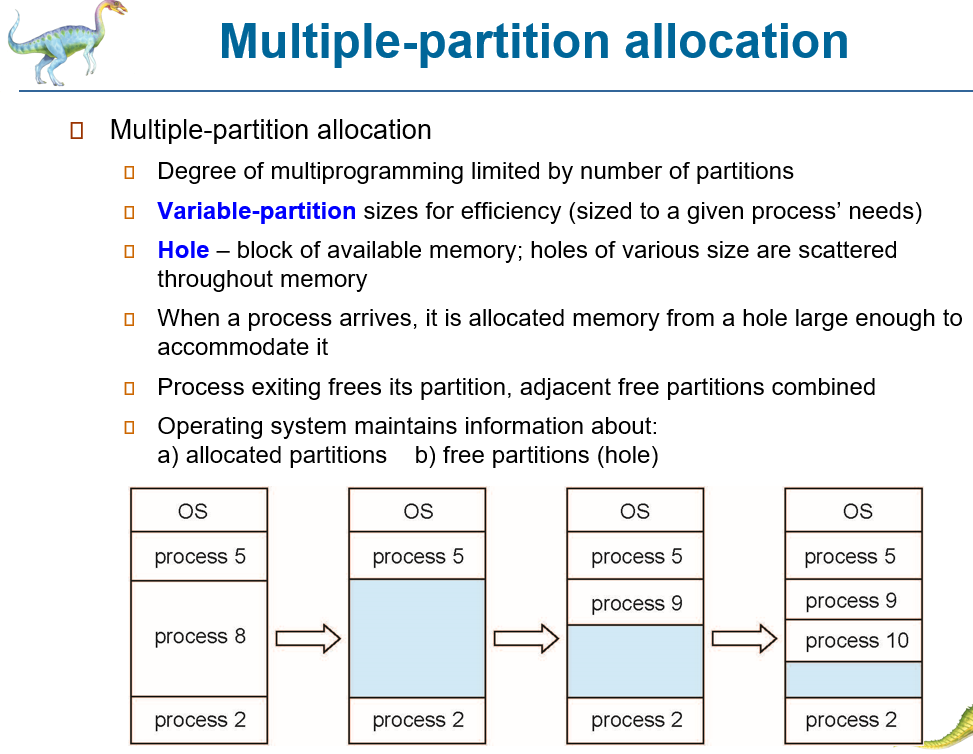 Multiple-partition allocation
Multiple-partition allocation
Degree of multiprogramming limited by number of partitions
Variable-partition sizes for efficiency (sized to a given process’ needs)
Hole – block of available memory; holes of various size are scattered
throughout memory
When a process arrives, it is allocated memory from a hole large enough to
accommodate it
Process exiting frees its partition, adjacent free partitions combined
Operating system maintains information about:
a) allocated partitions    b) free partitions (hole)
OS
process 5
process 8
process 2
OS
process 5
process 2
OS
process 5
process 9
process 2
OS
process 5
process 9
process 10
process 2